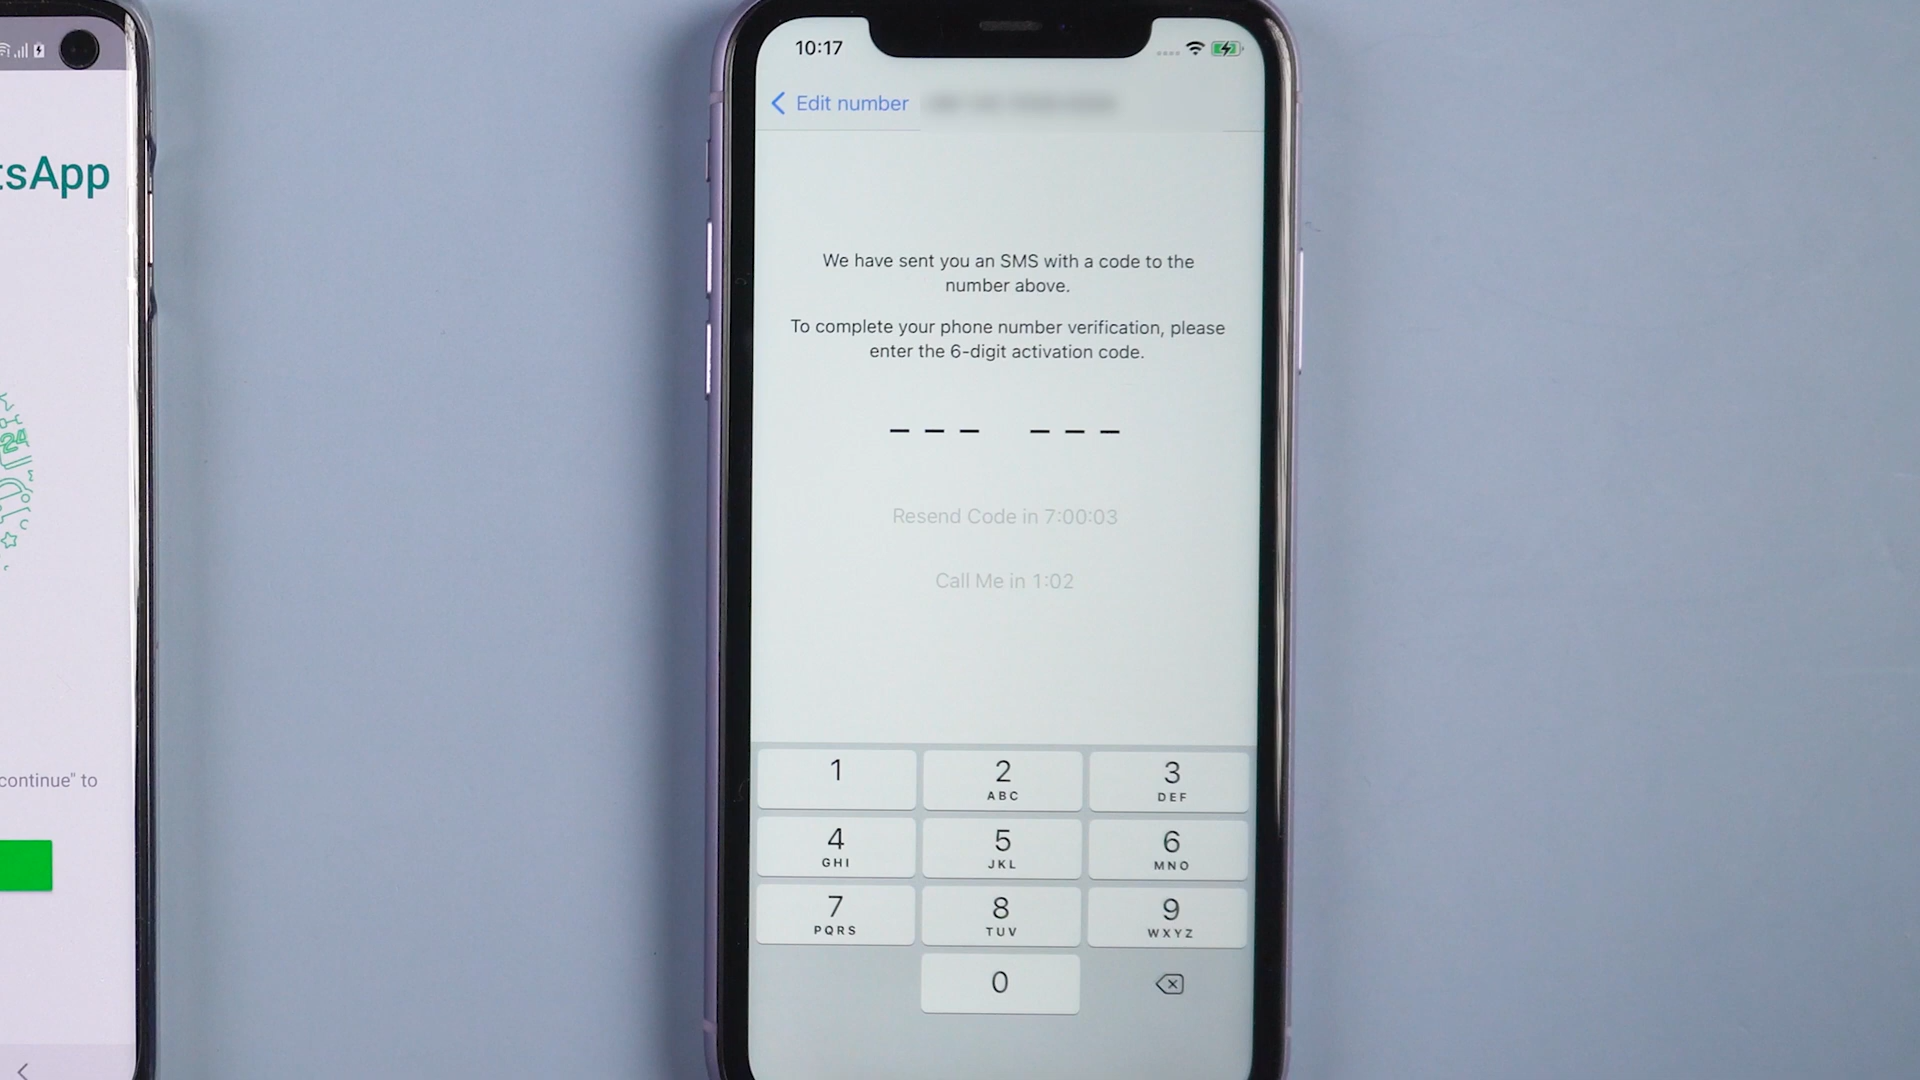 tsApp
24
continue" to
10:17
Edit number
We have sent you an SMS with a code to the
number above.
To complete your phone number verification, please
enter the 6-digit activation code.
Resend Code in 7:00:03
Call Me in 1:02
1
2
ABC
3
DEF
4
GHI
5
JKL
6
MNO
7
PQRS
8
TUV
9
WXYZ
0